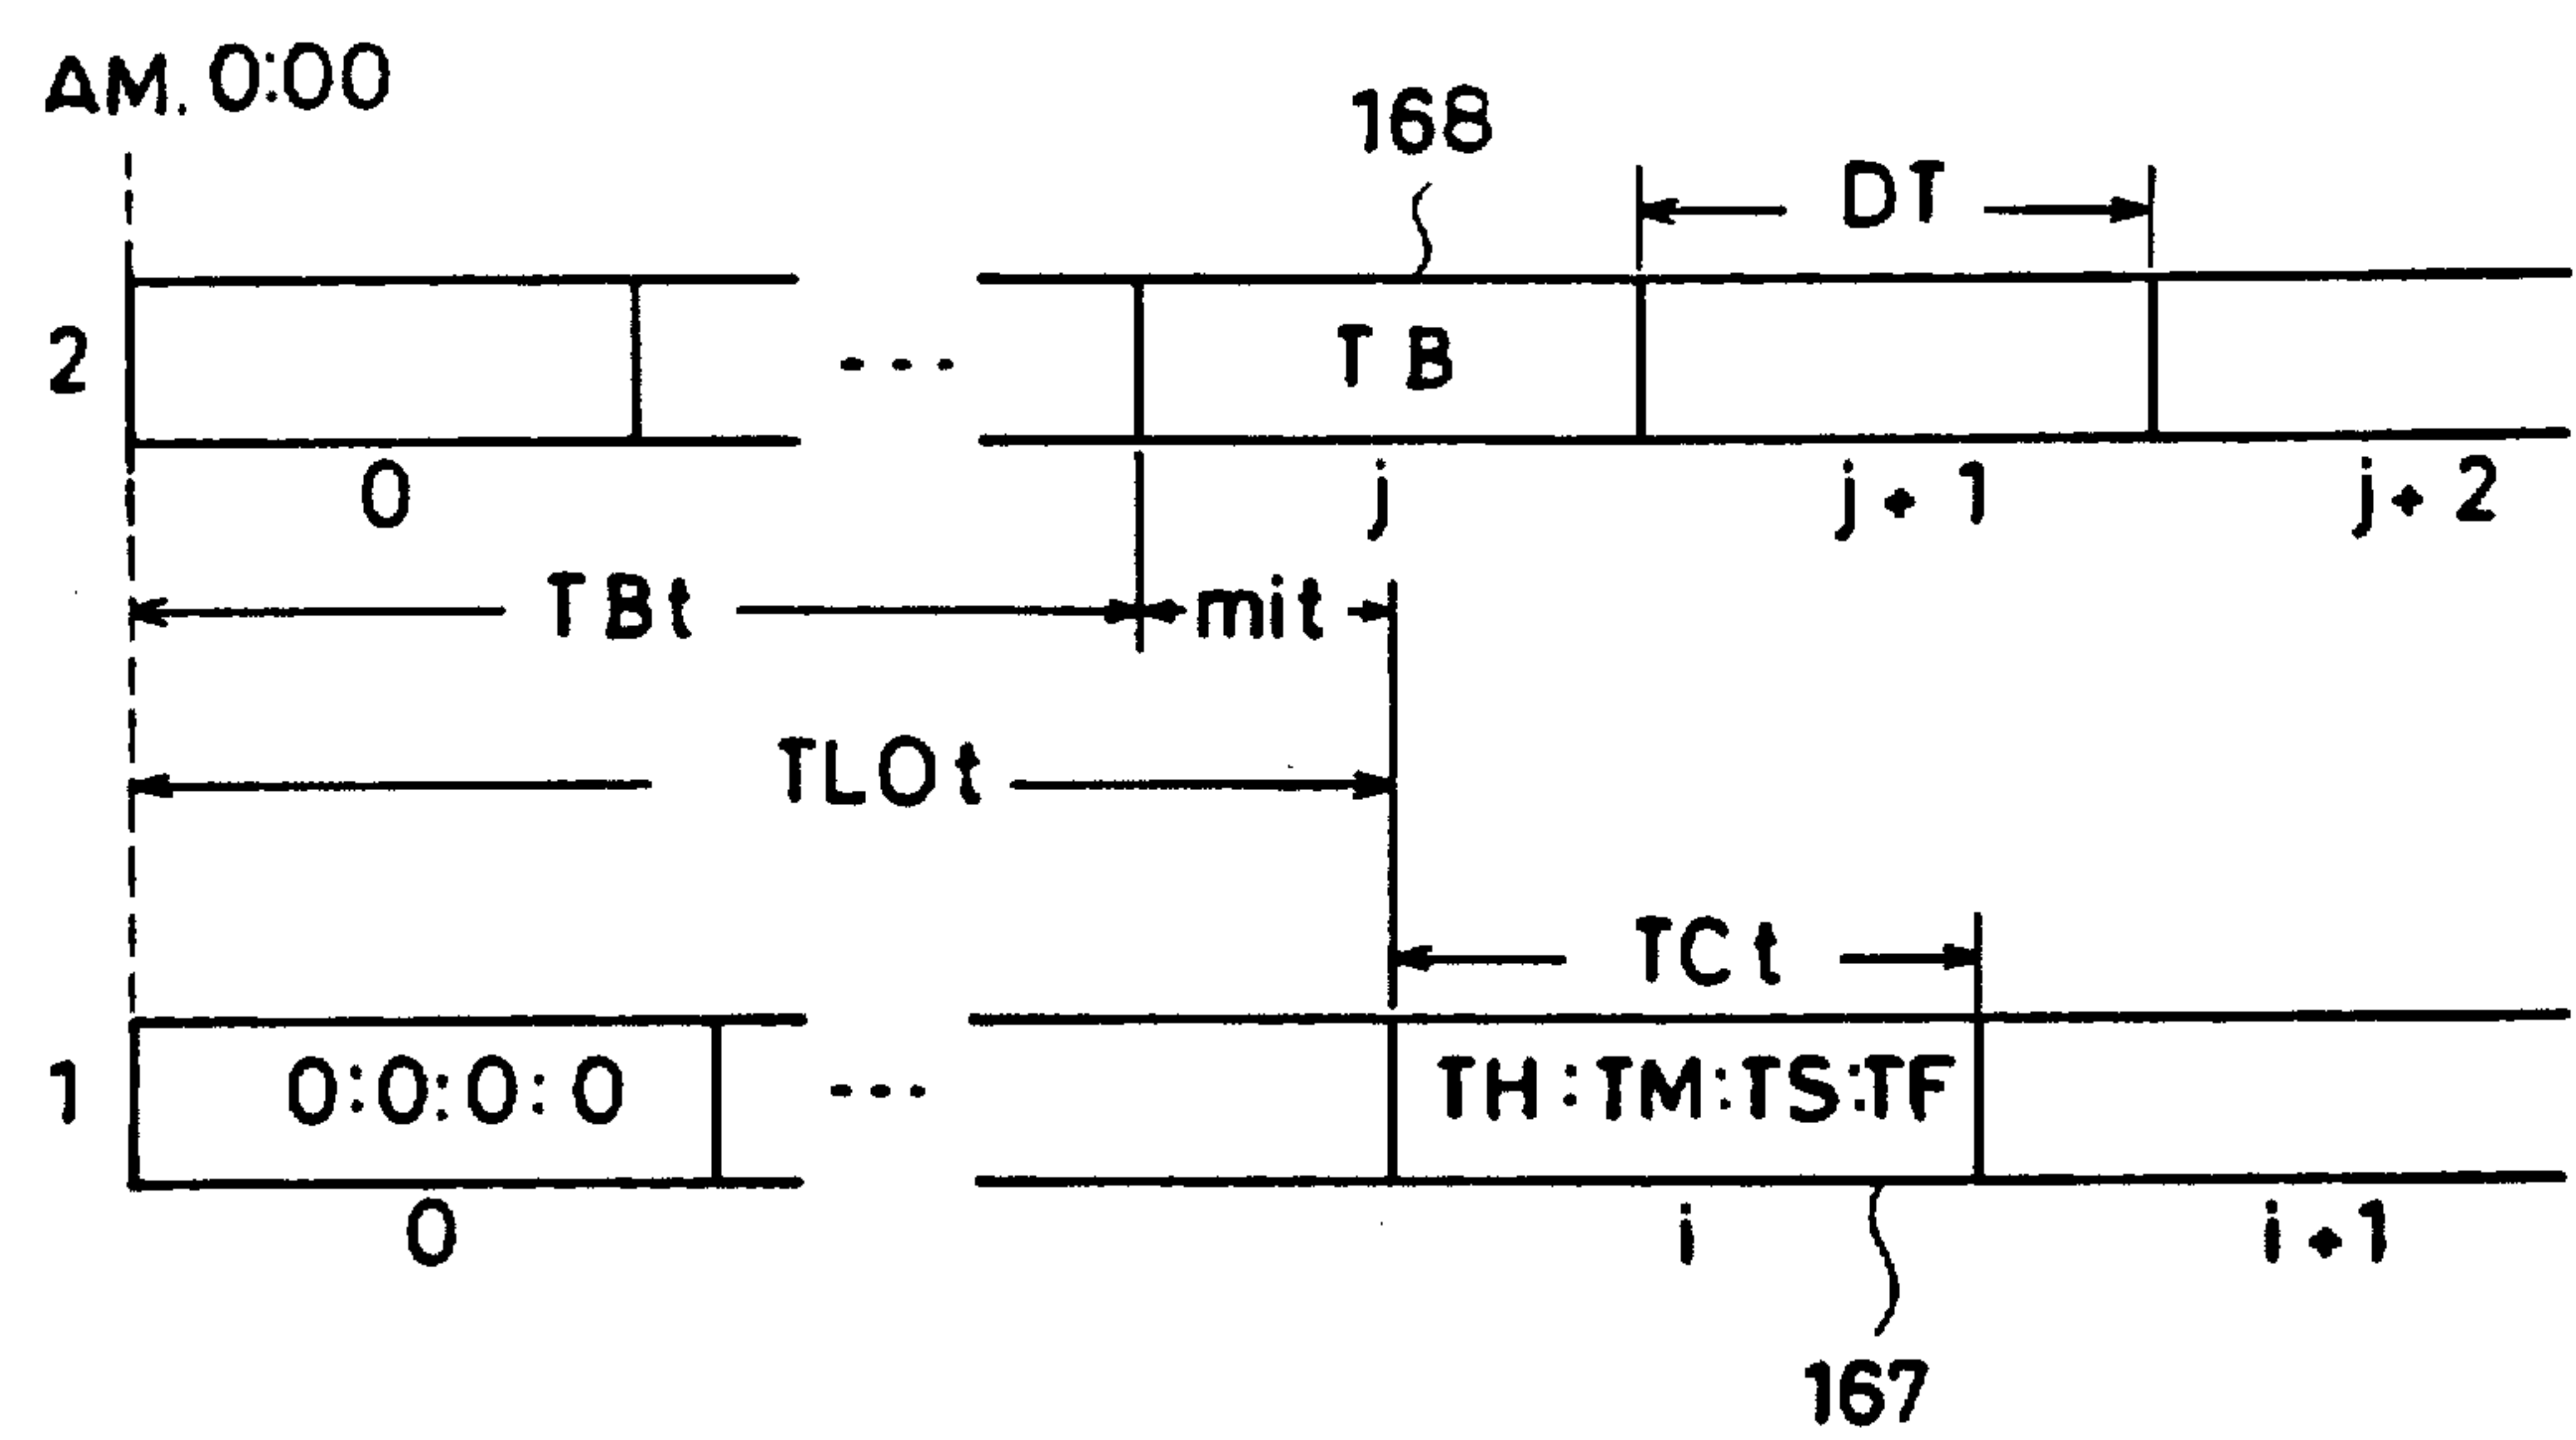 AM. 0:00
168
DT
2
TB
0
j
j+1
j+2
TBt
mit
TLOt
TCt
1
0:0:0:0
TH:TM:TS:TF
0
i
i+1
167